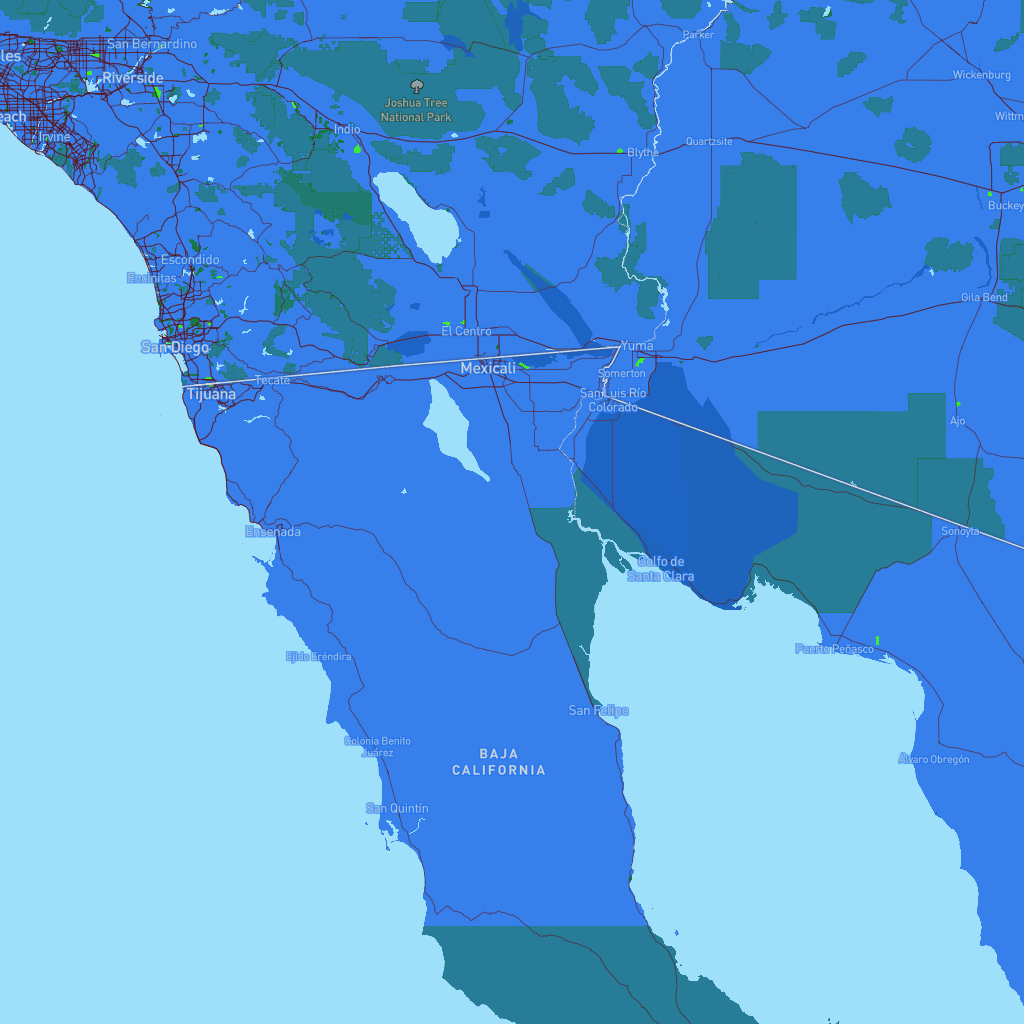 Parker
San Bernardino
les
Riverside
Wickenburg
Joshua Tree
National Park
each
Wittm
Indio
Irvine
Quartzsite
Blythe
Buckey
Escondido
Encinitas
Gila Bend
El Centro
San Diego
Yuma
Mexicali
Somerton
Tecate
Tijuana
San Luis Río
Colorado
Ajo
Ensenada
Sonoyta
Golfo de
Santa Clara
Puerto Peñasco
Ejido Eréndira
San Felipe
Colonia Benito
Juárez
BAJA
CALIFORNIA
Álvaro Obregón
San Quintín